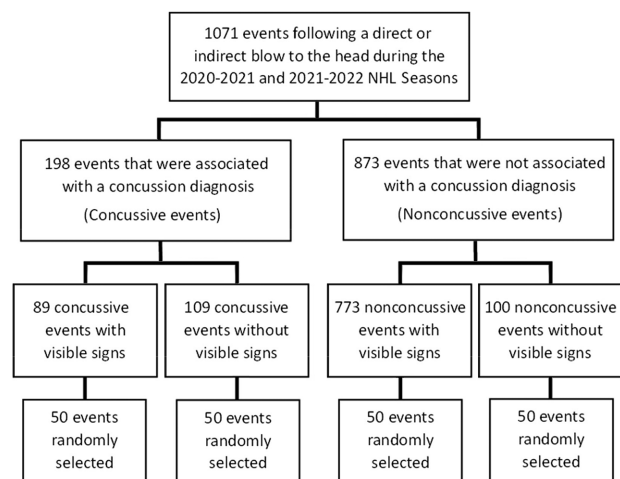 1071 events following a direct or
indirect blow to the head during the
2020-2021 and 2021-2022 NHL Seasons
198 events that were associated
with a concussion diagnosis
(Concussive events)
873 events that were not associated
with a concussion diagnosis
(Nonconcussive events)
89 concussive
events with
visible signs
109 concussive
events without
visible signs
773 nonconcussive
events with
visible signs
100 nonconcussive
events without
visible signs
50 events
randomly
selected
50 events
randomly
selected
50 events
randomly
selected
50 events
randomly
selected